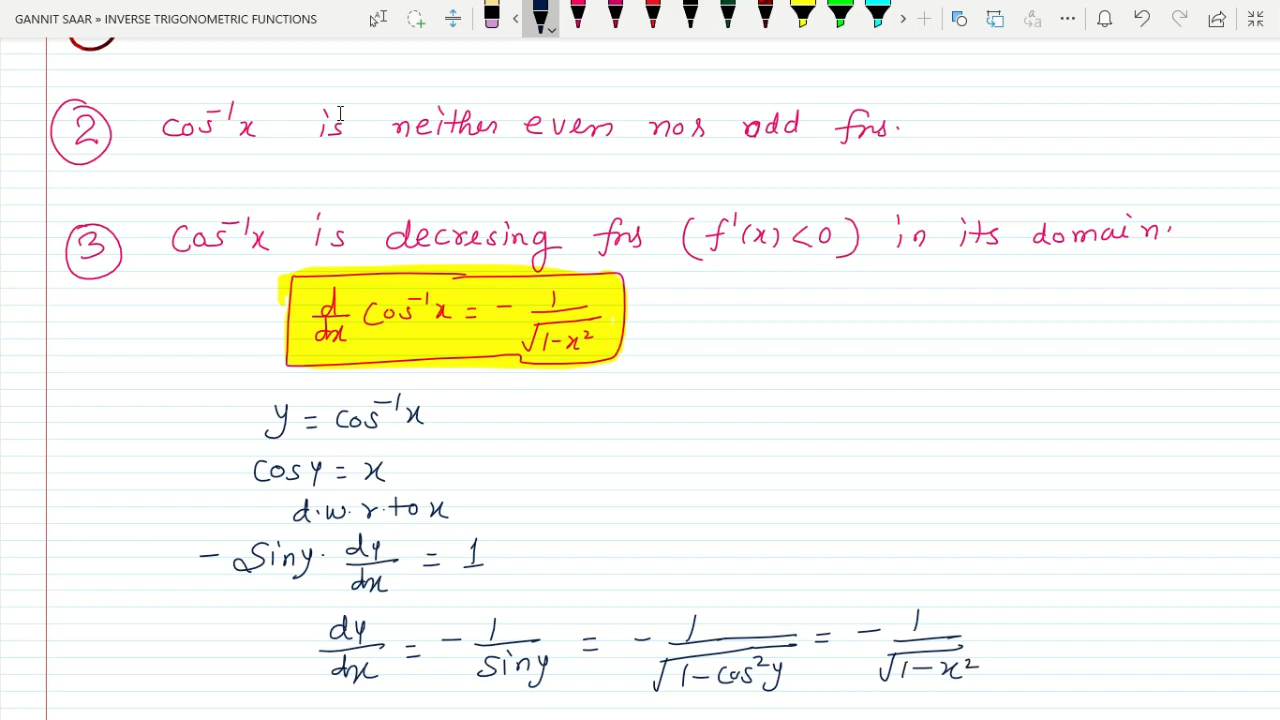 GANNIT SAAR » INVERSE TRIGONOMETRIC FUNCTIONS
② cos⁻¹x is neither even nor odd fns.
③ cos⁻¹x is decresing fns (f'(x) < 0) in its domain.
d/dx cos⁻¹x = - 1/√(1-x²)
y = cos⁻¹x
cos y = x
d.w.r.to x
- Siny · dy/dx = 1
dy/dx = - 1/siny = - 1/√(1-cos²y) = - 1/√(1-x²)